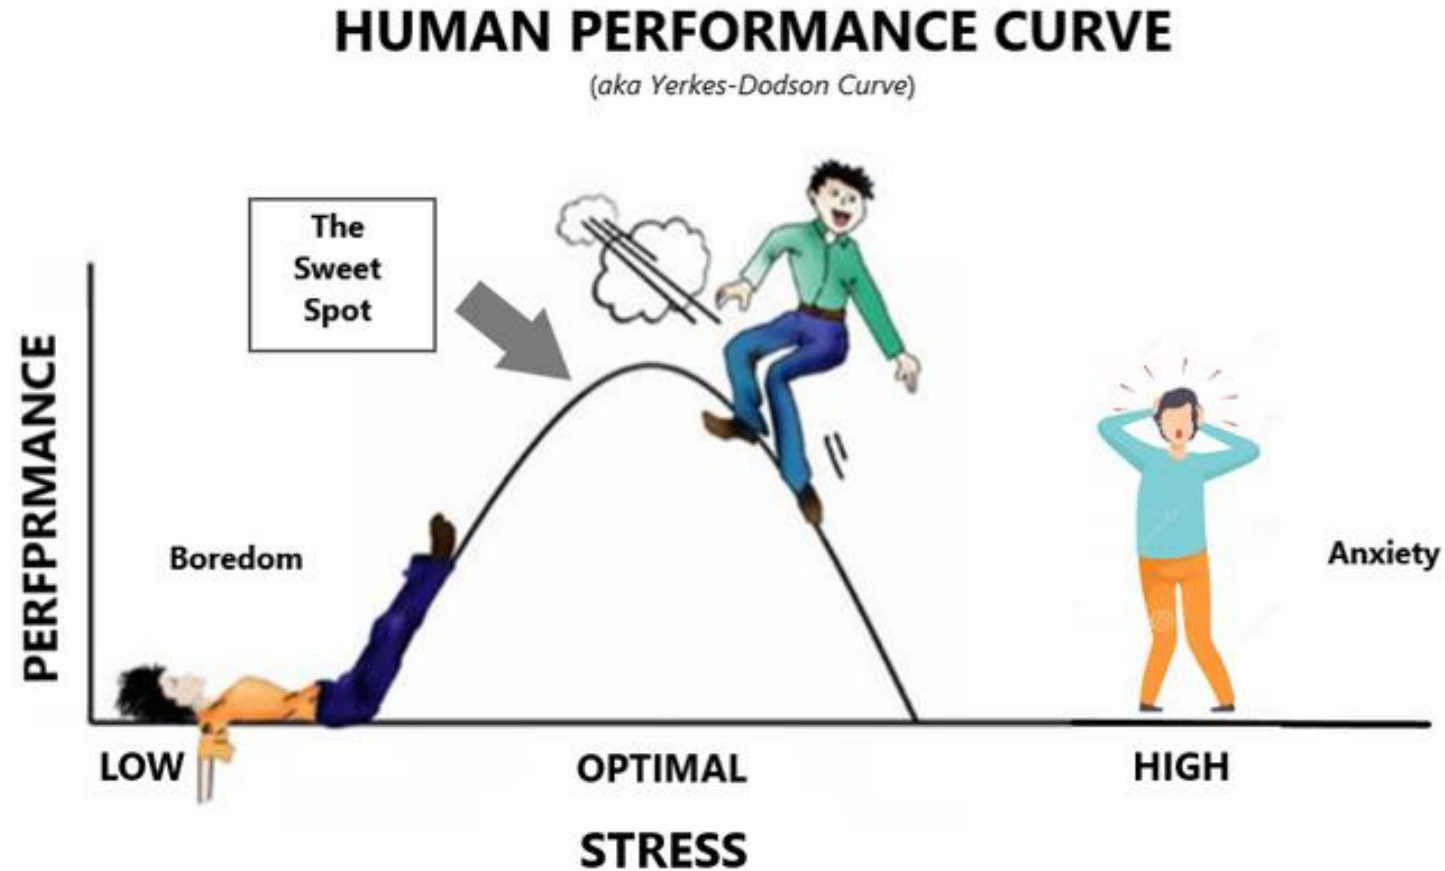 HUMAN PERFORMANCE CURVE
(aka Yerkes-Dodson Curve)
The
Sweet
Spot
PERFPRMANCE
Boredom
Anxiety
LOW
OPTIMAL
HIGH
STRESS